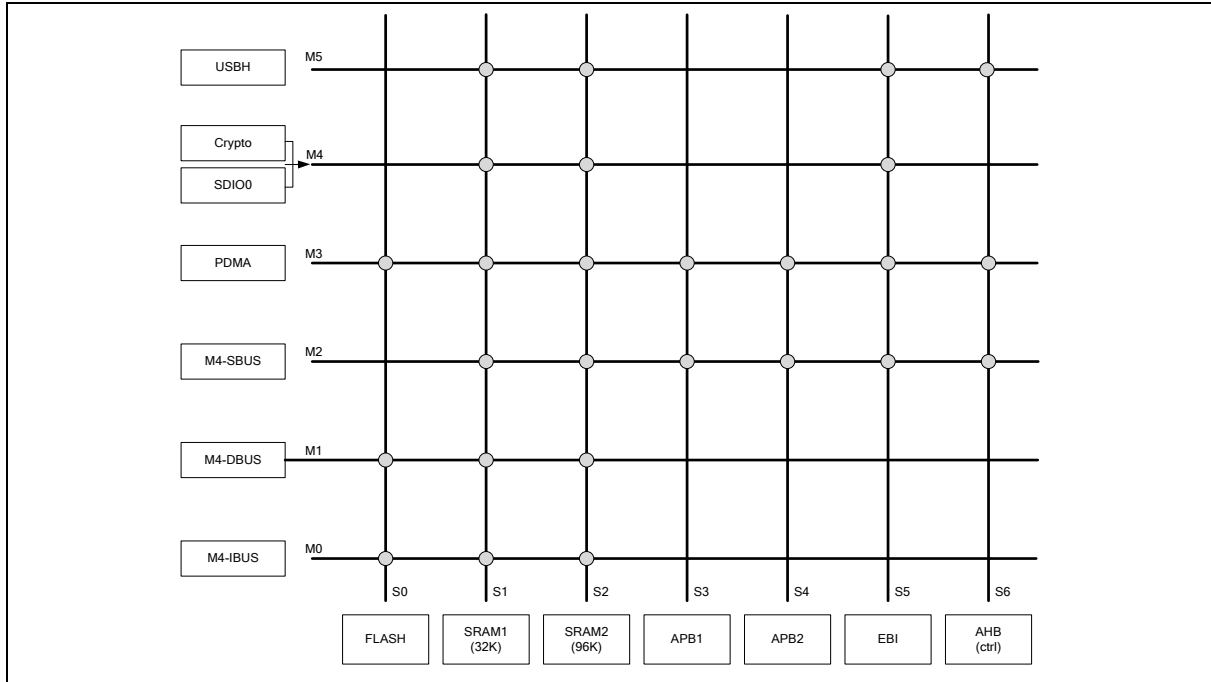 USBH
M5
Crypto
M4
SDIO0
PDMA
M3
M4-SBUS
M2
M4-DBUS
M1
M4-IBUS
M0
S0
S1
S2
S3
S4
S5
S6
FLASH
SRAM1
(32K)
SRAM2
(96K)
APB1
APB2
EBI
AHB
(ctrl)